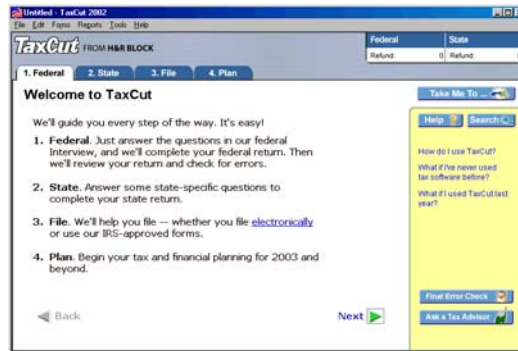 Untitled - TaxCut 2002
File Edit Forms Reports Tools Help
TaxCut FROM H&R BLOCK
Federal State
Refund: 0 Refund:
1. Federal 2. State 3. File 4. Plan
Welcome to TaxCut
Take Me To ...
We'll guide you every step of the way. It's easy!
Help Search
1. Federal. Just answer the questions in our federal
Interview, and we'll complete your federal return. Then
we'll review your return and check for errors.
2. State. Answer some state-specific questions to
complete your state return.
3. File. We'll help you file -- whether you file electronically
or use our IRS-approved forms.
4. Plan. Begin your tax and financial planning for 2003 and
beyond.
How do I use TaxCut?
What if I've never used
tax software before?
What if I used TaxCut last
year?
Final Error Check
Ask a Tax Advisor
Back Next